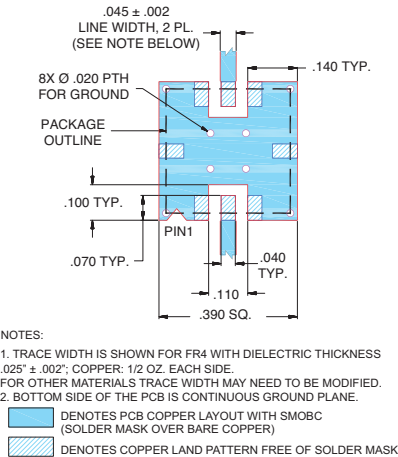 .045 ± .002
LINE WIDTH, 2 PL.
(SEE NOTE BELOW)
.140 TYP.
8X Ø .020 PTH
FOR GROUND
PACKAGE
OUTLINE
.100 TYP.
PIN1
.070 TYP.
.040
TYP.
.110
.390 SQ.
NOTES:
1. TRACE WIDTH IS SHOWN FOR FR4 WITH DIELECTRIC THICKNESS
.025" ± .002"; COPPER: 1/2 OZ. EACH SIDE.
FOR OTHER MATERIALS TRACE WIDTH MAY NEED TO BE MODIFIED.
2. BOTTOM SIDE OF THE PCB IS CONTINUOUS GROUND PLANE.
DENOTES PCB COPPER LAYOUT WITH SMOBC
(SOLDER MASK OVER BARE COPPER)
DENOTES COPPER LAND PATTERN FREE OF SOLDER MASK